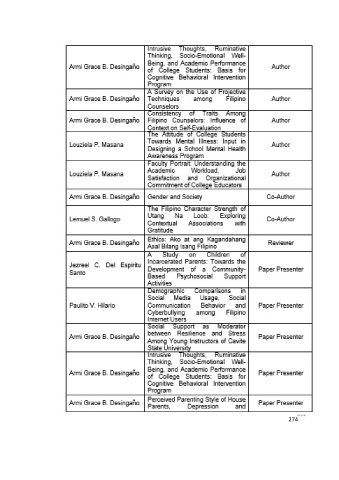 Intrusive Thoughts, Ruminative
Thinking, Socio-Emotional Well-
Being, and Academic Performance
Armi Grace B. Desingaño of College Students: Basis for Author
Cognitive Behavioral Intervention
Program
A Survey on the Use of Projective
Armi Grace B. Desingaño Techniques among Filipino Author
Counselors
Consistency of Traits Among
Armi Grace B. Desingaño Filipino Counselors: Influence of Author
Context on Self-Evaluation
The Attitude of College Students
Towards Mental Illness: Input in
Louziela P. Masana Designing a School Mental Health Author
Awareness Program
Faculty Portrait: Understanding the
Academic Workload, Job
Louziela P. Masana Satisfaction and Organizational Author
Commitment of College Educators
Armi Grace B. Desingaño Gender and Society Co-Author
The Filipino Character Strength of
Lemuel S. Gallogo Utang Na Loob: Exploring Co-Author
Contextual Associations with
Gratitude
Armi Grace B. Desingaño Ethics: Ako at ang Kagandahang Reviewer
Asal Bilang Isang Filipino
A Study on Children of
Incarcerated Parents: Towards the
Jezreel C. Del Espiritu Development of a Community- Paper Presenter
Santo Based Psychosocial Support
Activities
Demographic Comparisons in
Social Media Usage, Social
Paulito V. Hilario Communication Behavior and Paper Presenter
Cyberbullying among Filipino
Internet Users
Social Support as Moderator
between Resilience and Stress
Armi Grace B. Desingaño Among Young Instructors of Cavite Paper Presenter
State University
Intrusive Thoughts, Ruminative
Thinking, Socio-Emotional Well-
Being, and Academic Performance
Armi Grace B. Desingaño of College Students: Basis for Paper Presenter
Cognitive Behavioral Intervention
Program
Armi Grace B. Desingaño Perceived Parenting Style of House Paper Presenter
Parents, Depression and
274